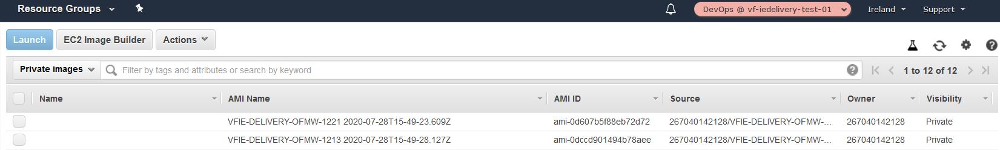 Resource Groups DevOps @ vf-iedelivery-test-01 Ireland Support
Launch EC2 Image Builder Actions
Private images Filter by tags and attributes or search by keyword 1 to 12 of 12
Name AMI Name AMI ID Source Owner Visibility
VFIE-DELIVERY-OFMW-1221 2020-07-28T15-49-23.609Z ami-0d607b5f88eb72d72 267040142128/VFIE-DELIVERY-OFMW-... 267040142128 Private
VFIE-DELIVERY-OFMW-1213 2020-07-28T15-49-28.127Z ami-0dccd901494b78aee 267040142128/VFIE-DELIVERY-OFMW-... 267040142128 Private